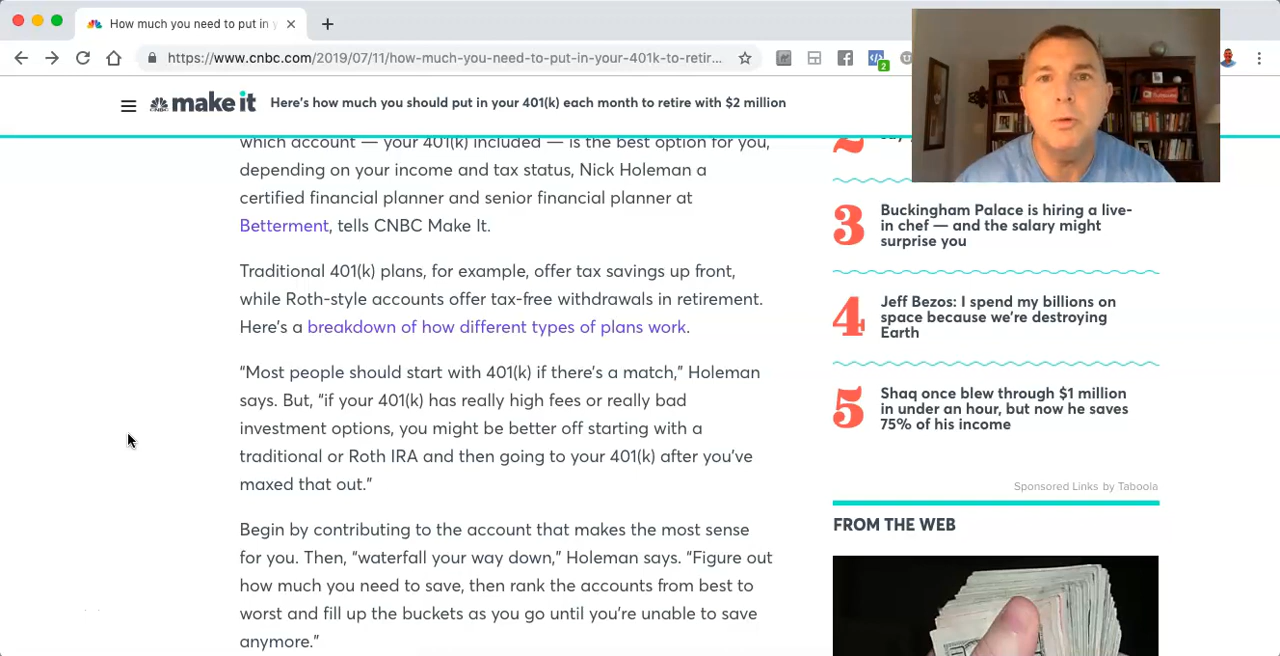 How much you need to put in y
https://www.cnbc.com/2019/07/11/how-much-you-need-to-put-in-your-401k-to-retir...
2
make it
Here's how much you should put in your 401(k) each month to retire with $2 million
which account — your 401(k) included — is the best option for you,
depending on your income and tax status, Nick Holeman a
certified financial planner and senior financial planner at
Betterment, tells CNBC Make It.
Traditional 401(k) plans, for example, offer tax savings up front,
while Roth-style accounts offer tax-free withdrawals in retirement.
Here's a breakdown of how different types of plans work.
“Most people should start with 401(k) if there's a match,” Holeman
says. But, “if your 401(k) has really high fees or really bad
investment options, you might be better off starting with a
traditional or Roth IRA and then going to your 401(k) after you've
maxed that out.”
Begin by contributing to the account that makes the most sense
for you. Then, “waterfall your way down,” Holeman says. “Figure out
how much you need to save, then rank the accounts from best to
worst and fill up the buckets as you go until you're unable to save
anymore.”
2
3
Buckingham Palace is hiring a live-
in chef — and the salary might
surprise you
4
Jeff Bezos: I spend my billions on
space because we're destroying
Earth
5
Shaq once blew through $1 million
in under an hour, but now he saves
75% of his income
Sponsored Links by Taboola
FROM THE WEB